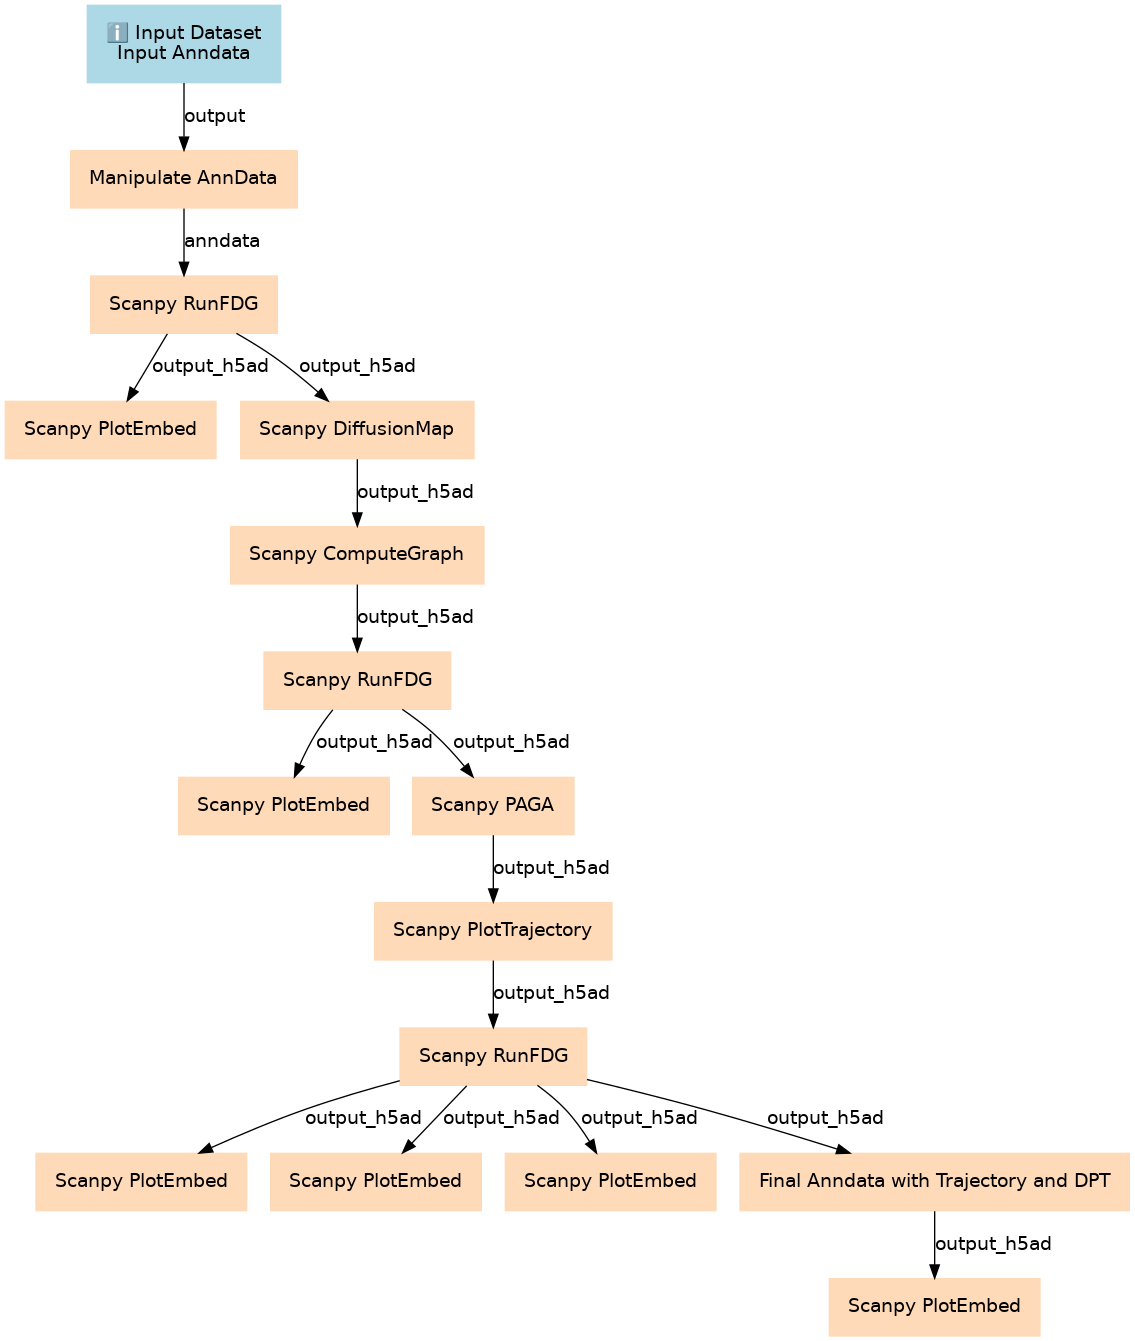 ℹ️ Input Dataset
Input Anndata
output
Manipulate AnnData
anndata
Scanpy RunFDG
output_h5ad
output_h5ad
Scanpy PlotEmbed
Scanpy DiffusionMap
output_h5ad
Scanpy ComputeGraph
output_h5ad
Scanpy RunFDG
output_h5ad
output_h5ad
Scanpy PlotEmbed
Scanpy PAGA
output_h5ad
Scanpy PlotTrajectory
output_h5ad
Scanpy RunFDG
output_h5ad
output_h5ad
output_h5ad
output_h5ad
Scanpy PlotEmbed
Scanpy PlotEmbed
Scanpy PlotEmbed
Final Anndata with Trajectory and DPT
output_h5ad
Scanpy PlotEmbed